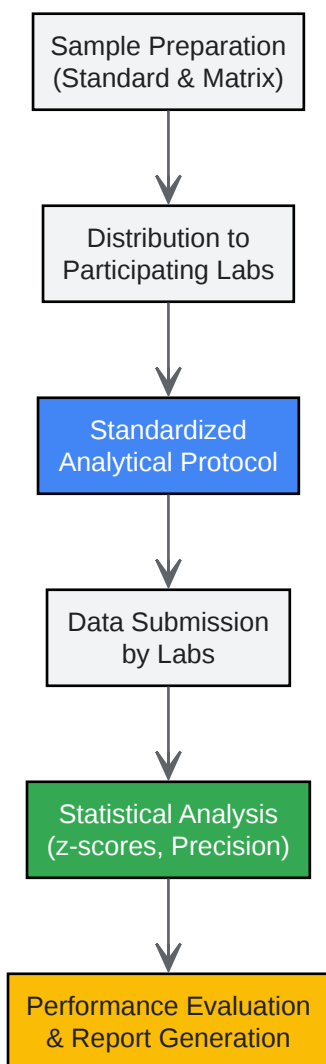 Sample Preparation
(Standard & Matrix)
Distribution to
Participating Labs
Standardized
Analytical Protocol
Data Submission
by Labs
Statistical Analysis
(z-scores, Precision)
Performance Evaluation
& Report Generation